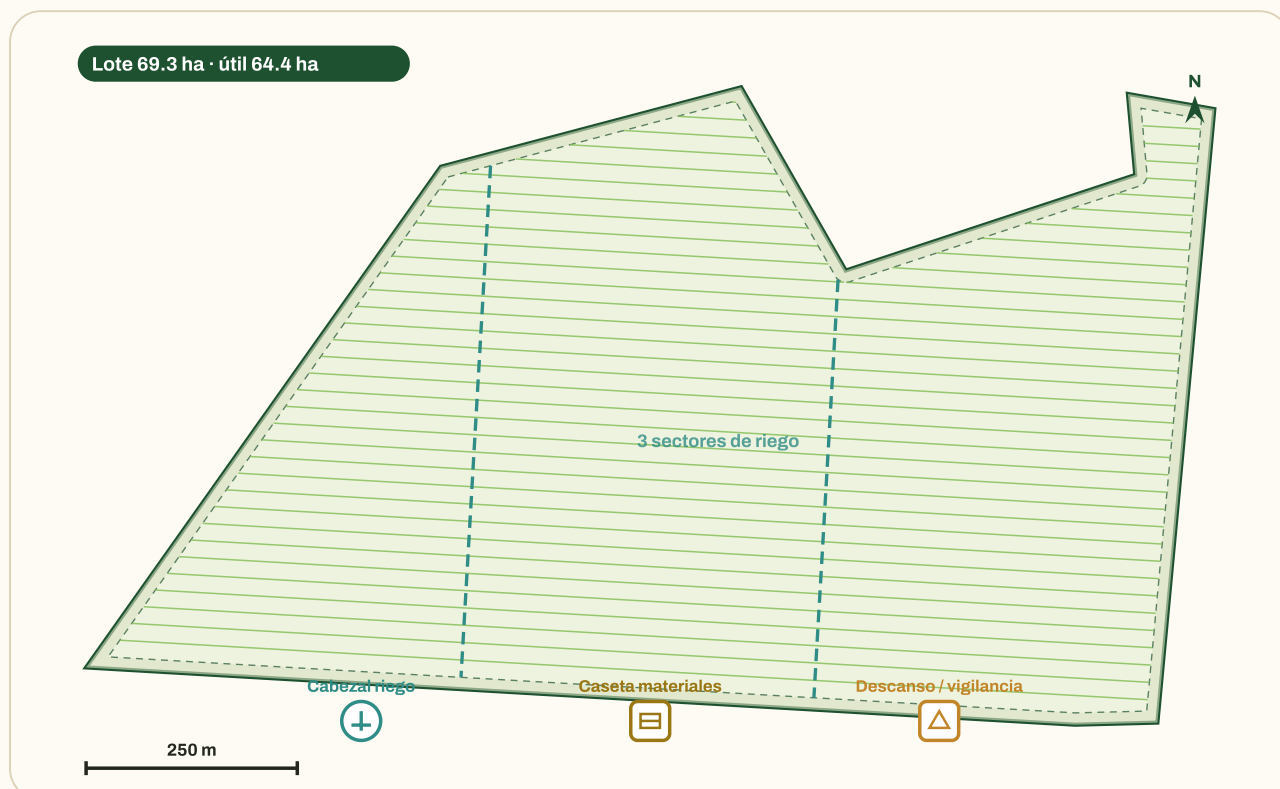 Lote 69.3 ha · útil 64.4 ha
N
3 sectores de riego
Cabezal riego
Caseta materiales
Descanso / vigilancia
250 m